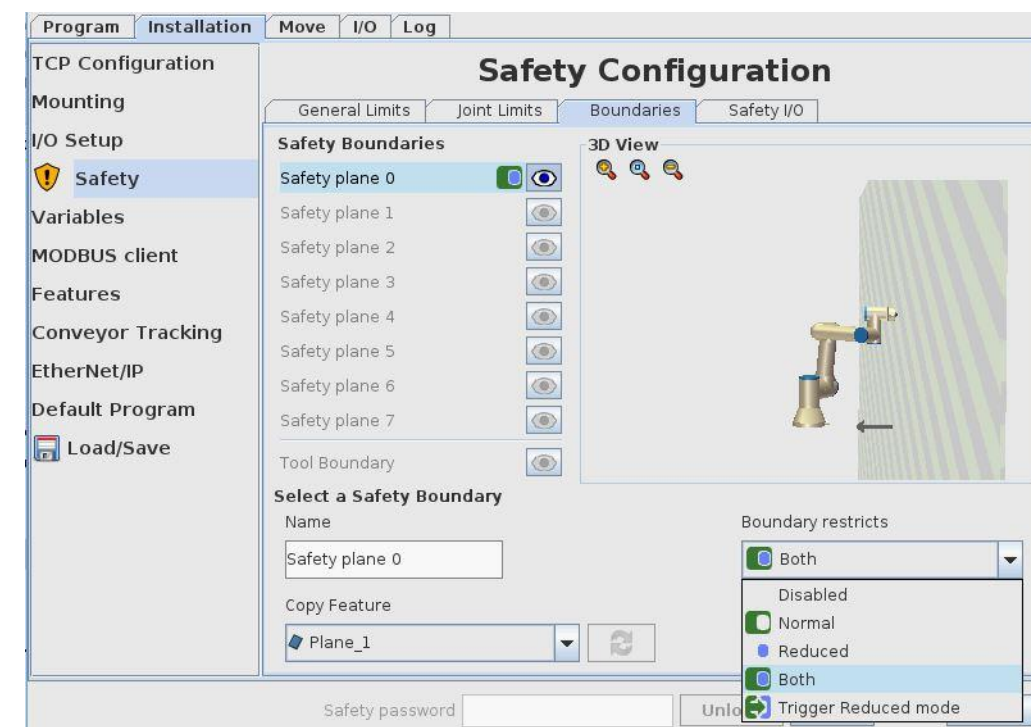 Program Installation Move I/O Log
TCP Configuration
Mounting
I/O Setup
Safety
Variables
MODBUS client
Features
Conveyor Tracking
EtherNet/IP
Default Program
Load/Save
Safety Configuration
General Limits Joint Limits Boundaries Safety I/O
Safety Boundaries
Safety plane 0
Safety plane 1
Safety plane 2
Safety plane 3
Safety plane 4
Safety plane 5
Safety plane 6
Safety plane 7
Tool Boundary
3D View
Select a Safety Boundary
Name
Safety plane 0
Copy Feature
Plane_1
Boundary restricts
Both
Disabled
Normal
Reduced
Both
Trigger Reduced mode
Safety password